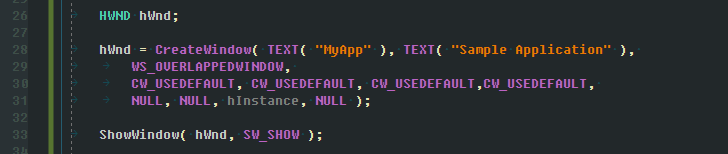 26 HWND hWnd;
27
28 hWnd = CreateWindow( TEXT( "MyApp" ), TEXT( "Sample Application" ),
29 WS_OVERLAPPEDWINDOW,
30 CW_USEDEFAULT, CW_USEDEFAULT, CW_USEDEFAULT,CW_USEDEFAULT,
31 NULL, NULL, hInstance, NULL );
32
33 ShowWindow( hWnd, SW_SHOW );